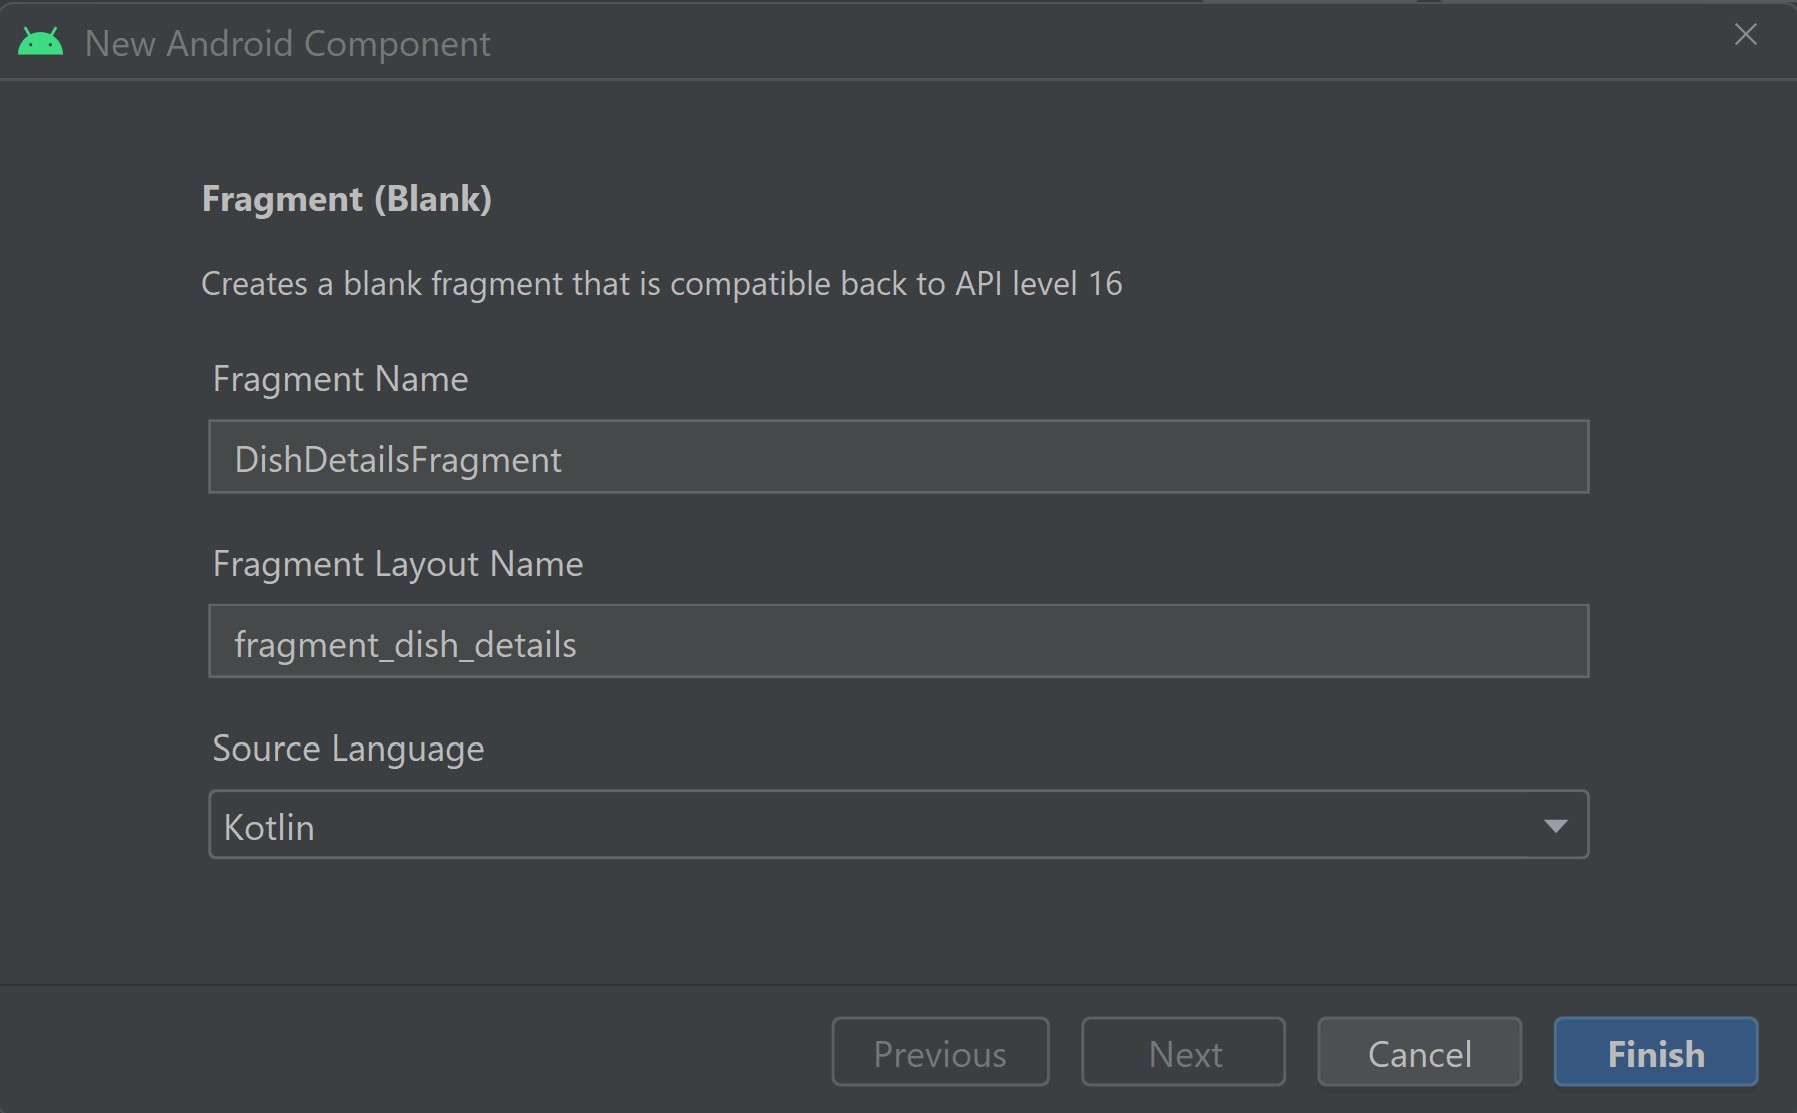 New Android Component
Fragment (Blank)
Creates a blank fragment that is compatible back to API level 16
Fragment Name
DishDetailsFragment
Fragment Layout Name
fragment_dish_details
Source Language
Kotlin
Previous Next Cancel Finish